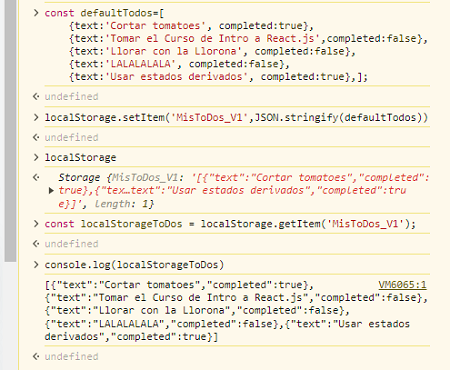 > const defaultTodos=[
{text:'Cortar tomatoes', completed:true},
{text:'Tomar el Curso de Intro a React.js',completed:false},
{text:'Llorar con la Llorona', completed:false},
{text:'LALALALALA', completed:false},
{text:'Usar estados derivados', completed:true},];
undefined
> localStorage.setItem('MisToDos_V1',JSON.stringify(defaultTodos))
undefined
> localStorage
Storage {MisToDos_V1: '[{"text":"Cortar tomatoes","completed":
true},{"tex…text":"Usar estados derivados","completed":tru
e}]', length: 1}
> const localStorageToDos = localStorage.getItem('MisToDos_V1');
undefined
> console.log(localStorageToDos)
[{"text":"Cortar tomatoes","completed":true}, VM6065:1
{"text":"Tomar el Curso de Intro a React.js","completed":false},
{"text":"Llorar con la Llorona","completed":false},
{"text":"LALALALALA","completed":false},{"text":"Usar estados
derivados","completed":true}]
undefined